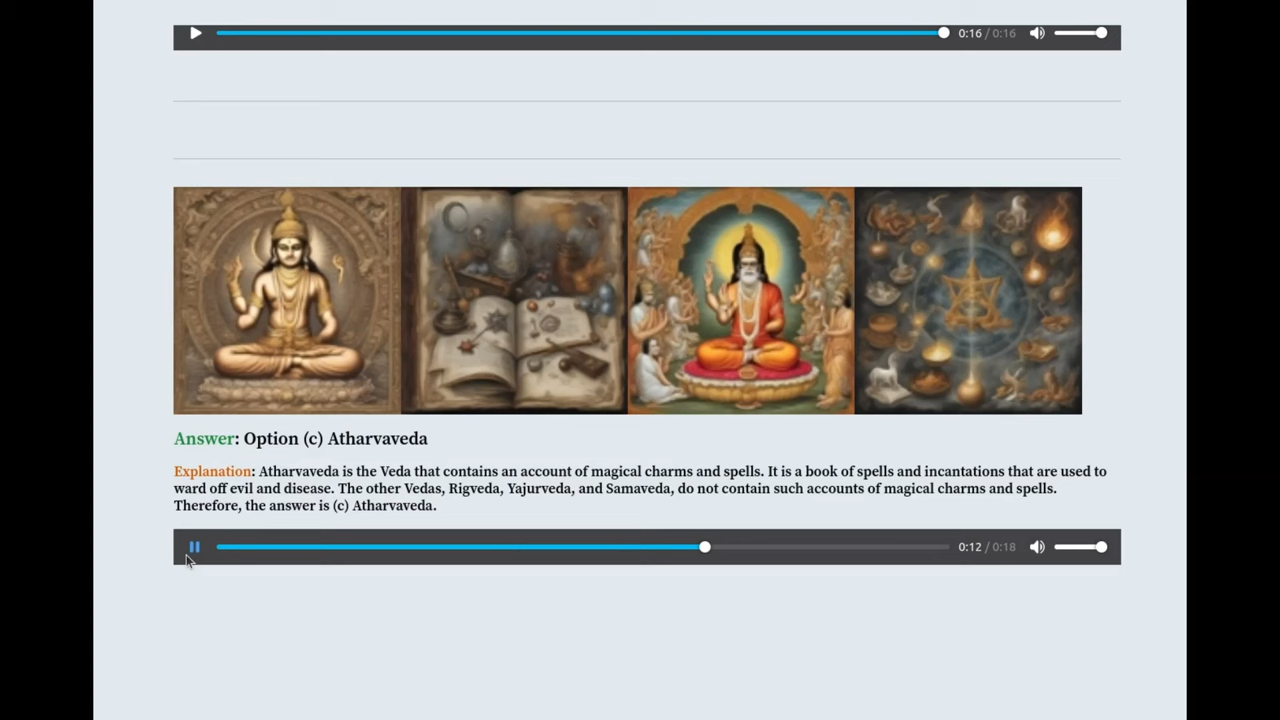 0:16 / 0:16
Answer: Option (c) Atharvaveda
Explanation: Atharvaveda is the Veda that contains an account of magical charms and spells. It is a book of spells and incantations that are used to
ward off evil and disease. The other Vedas, Rigveda, Yajurveda, and Samaveda, do not contain such accounts of magical charms and spells.
Therefore, the answer is (c) Atharvaveda.
0:12 / 0:18